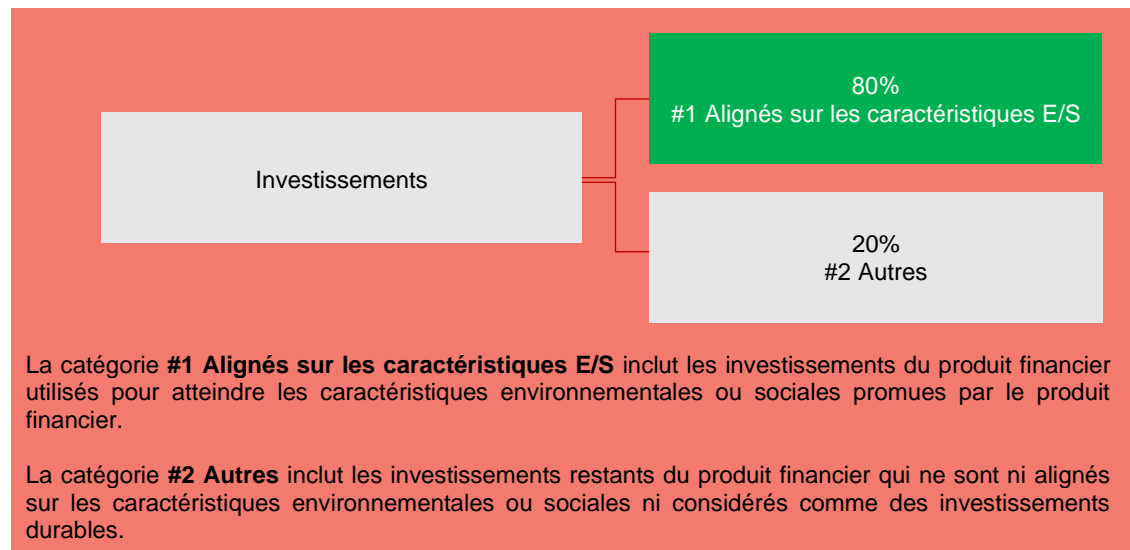 80%
#1 Alignés sur les caractéristiques E/S
Investissements
20%
#2 Autres
La catégorie #1 Alignés sur les caractéristiques E/S inclut les investissements du produit financier
utilisés pour atteindre les caractéristiques environnementales ou sociales promues par le produit
financier.
La catégorie #2 Autres inclut les investissements restants du produit financier qui ne sont ni alignés
sur les caractéristiques environnementales ou sociales ni considérés comme des investissements
durables.